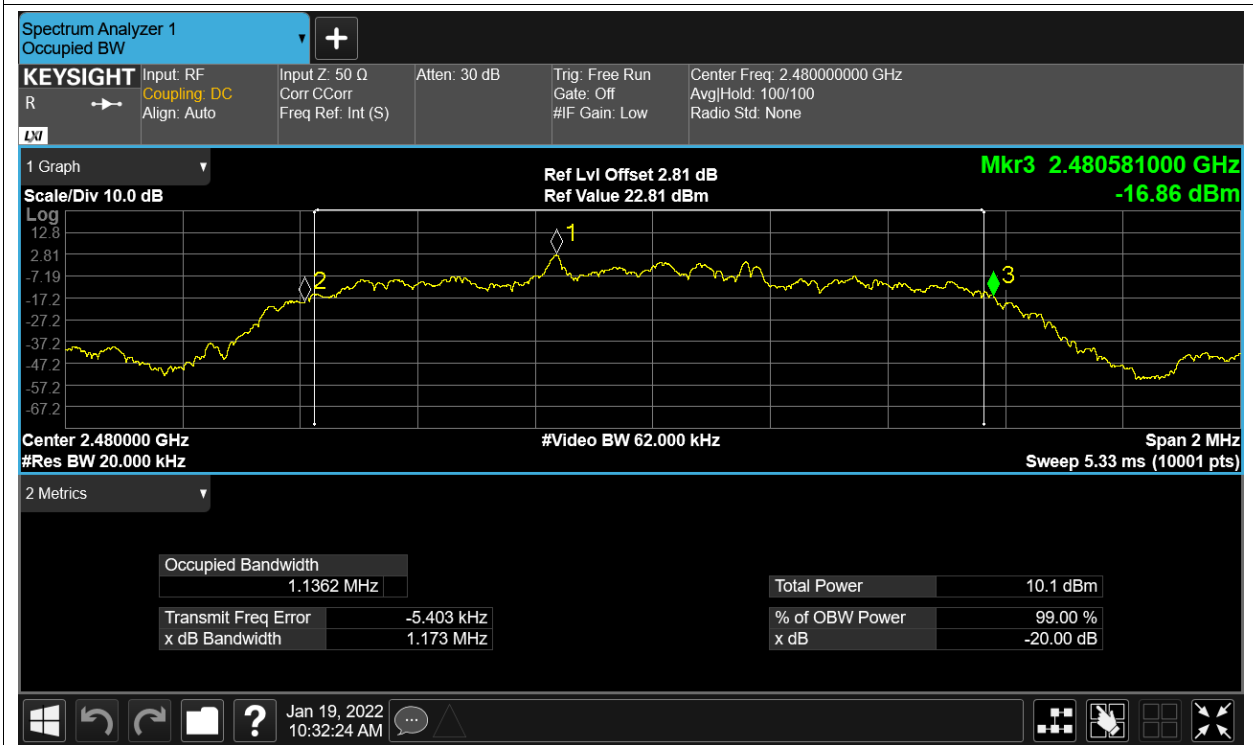 Spectrum Analyzer 1
Occupied BW
KEYSIGHT
R
LXI
Input: RF
Coupling: DC
Align: Auto
Input Z: 50 Ω
Corr CCorr
Freq Ref: Int (S)
Atten: 30 dB
Trig: Free Run
Gate: Off
#IF Gain: Low
Center Freq: 2.480000000 GHz
Avg|Hold: 100/100
Radio Std: None
1 Graph
Scale/Div 10.0 dB
Ref Lvl Offset 2.81 dB
Ref Value 22.81 dBm
Mkr3 2.480581000 GHz
-16.86 dBm
Log
12.8
2.81
-7.19
-17.2
-27.2
-37.2
-47.2
-57.2
-67.2
1
2
3
Center 2.480000 GHz
#Res BW 20.000 kHz
#Video BW 62.000 kHz
Span 2 MHz
Sweep 5.33 ms (10001 pts)
2 Metrics
Occupied Bandwidth
1.1362 MHz
Transmit Freq Error -5.403 kHz
x dB Bandwidth 1.173 MHz
Total Power 10.1 dBm
% of OBW Power 99.00 %
x dB -20.00 dB
?
Jan 19, 2022
10:32:24 AM